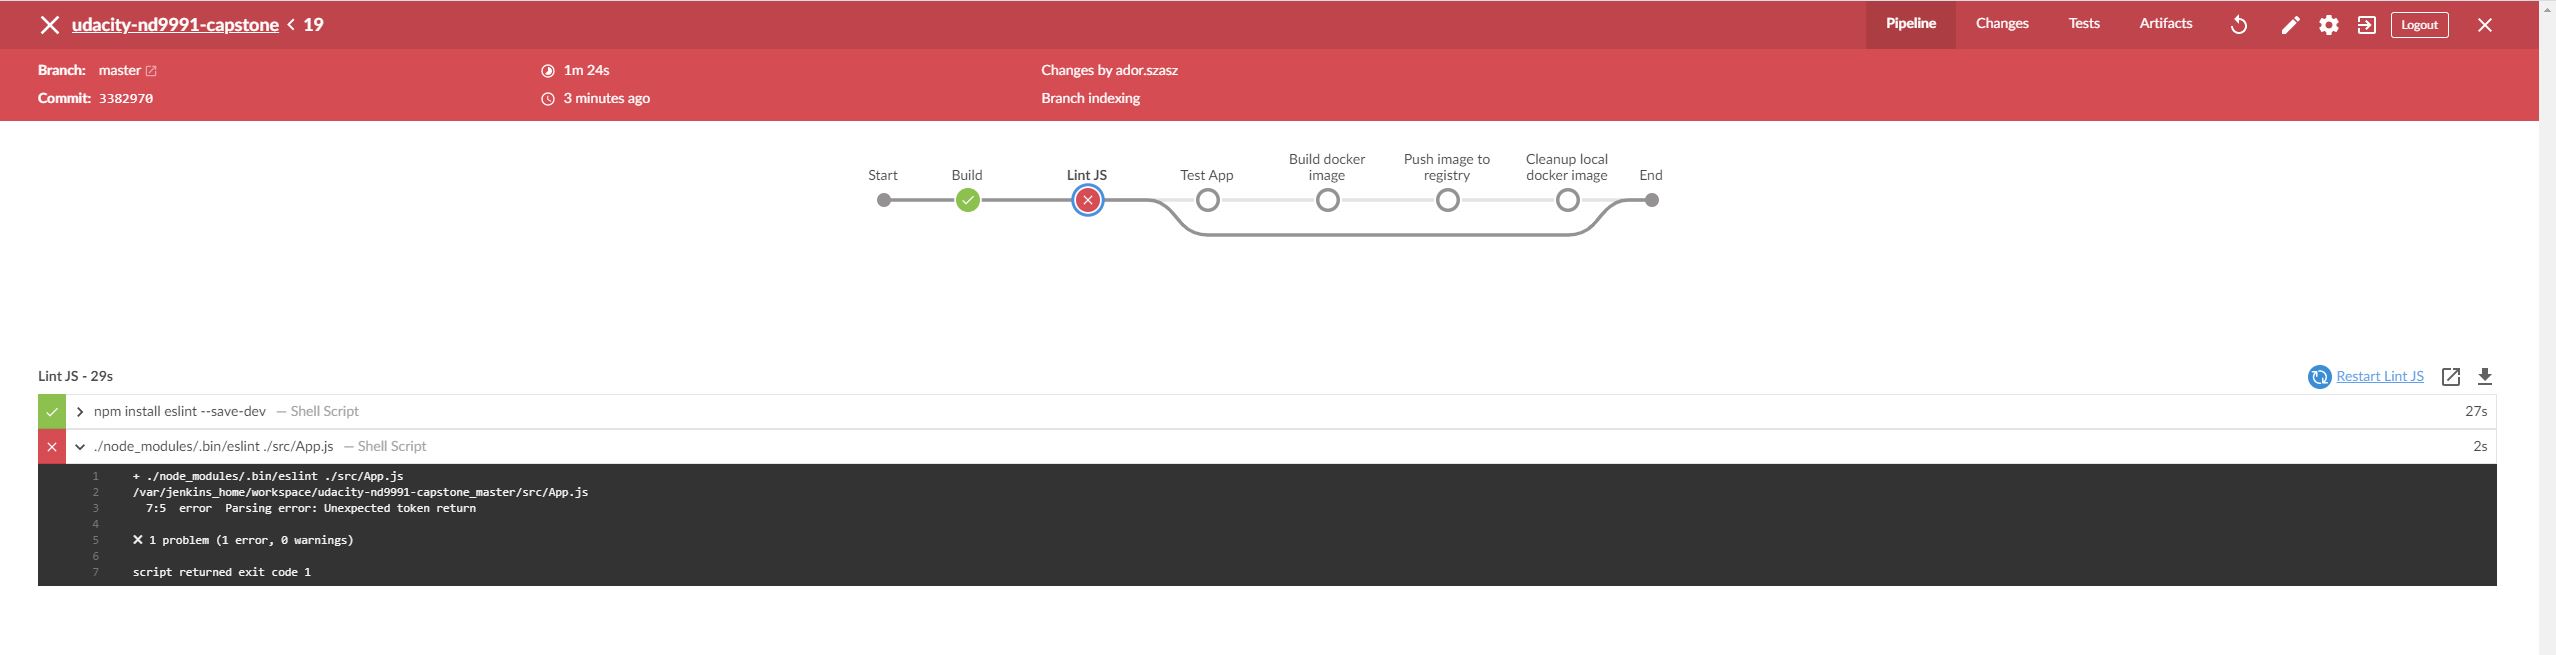 udacity-nd9991-capstone < 19
Pipeline Changes Tests Artifacts Logout
Branch: master 1m 24s Changes by ador.szasz
Commit: 3382970 3 minutes ago Branch indexing
Start Build Lint JS Test App Build docker image Push image to registry Cleanup local docker image End
Lint JS - 29s Restart Lint JS
npm install eslint --save-dev — Shell Script 27s
./node_modules/.bin/eslint ./src/App.js — Shell Script 2s
1 + ./node_modules/.bin/eslint ./src/App.js
2 /var/jenkins_home/workspace/udacity-nd9991-capstone_master/src/App.js
3 7:5 error Parsing error: Unexpected token return
4
5 ✕ 1 problem (1 error, 0 warnings)
6
7 script returned exit code 1